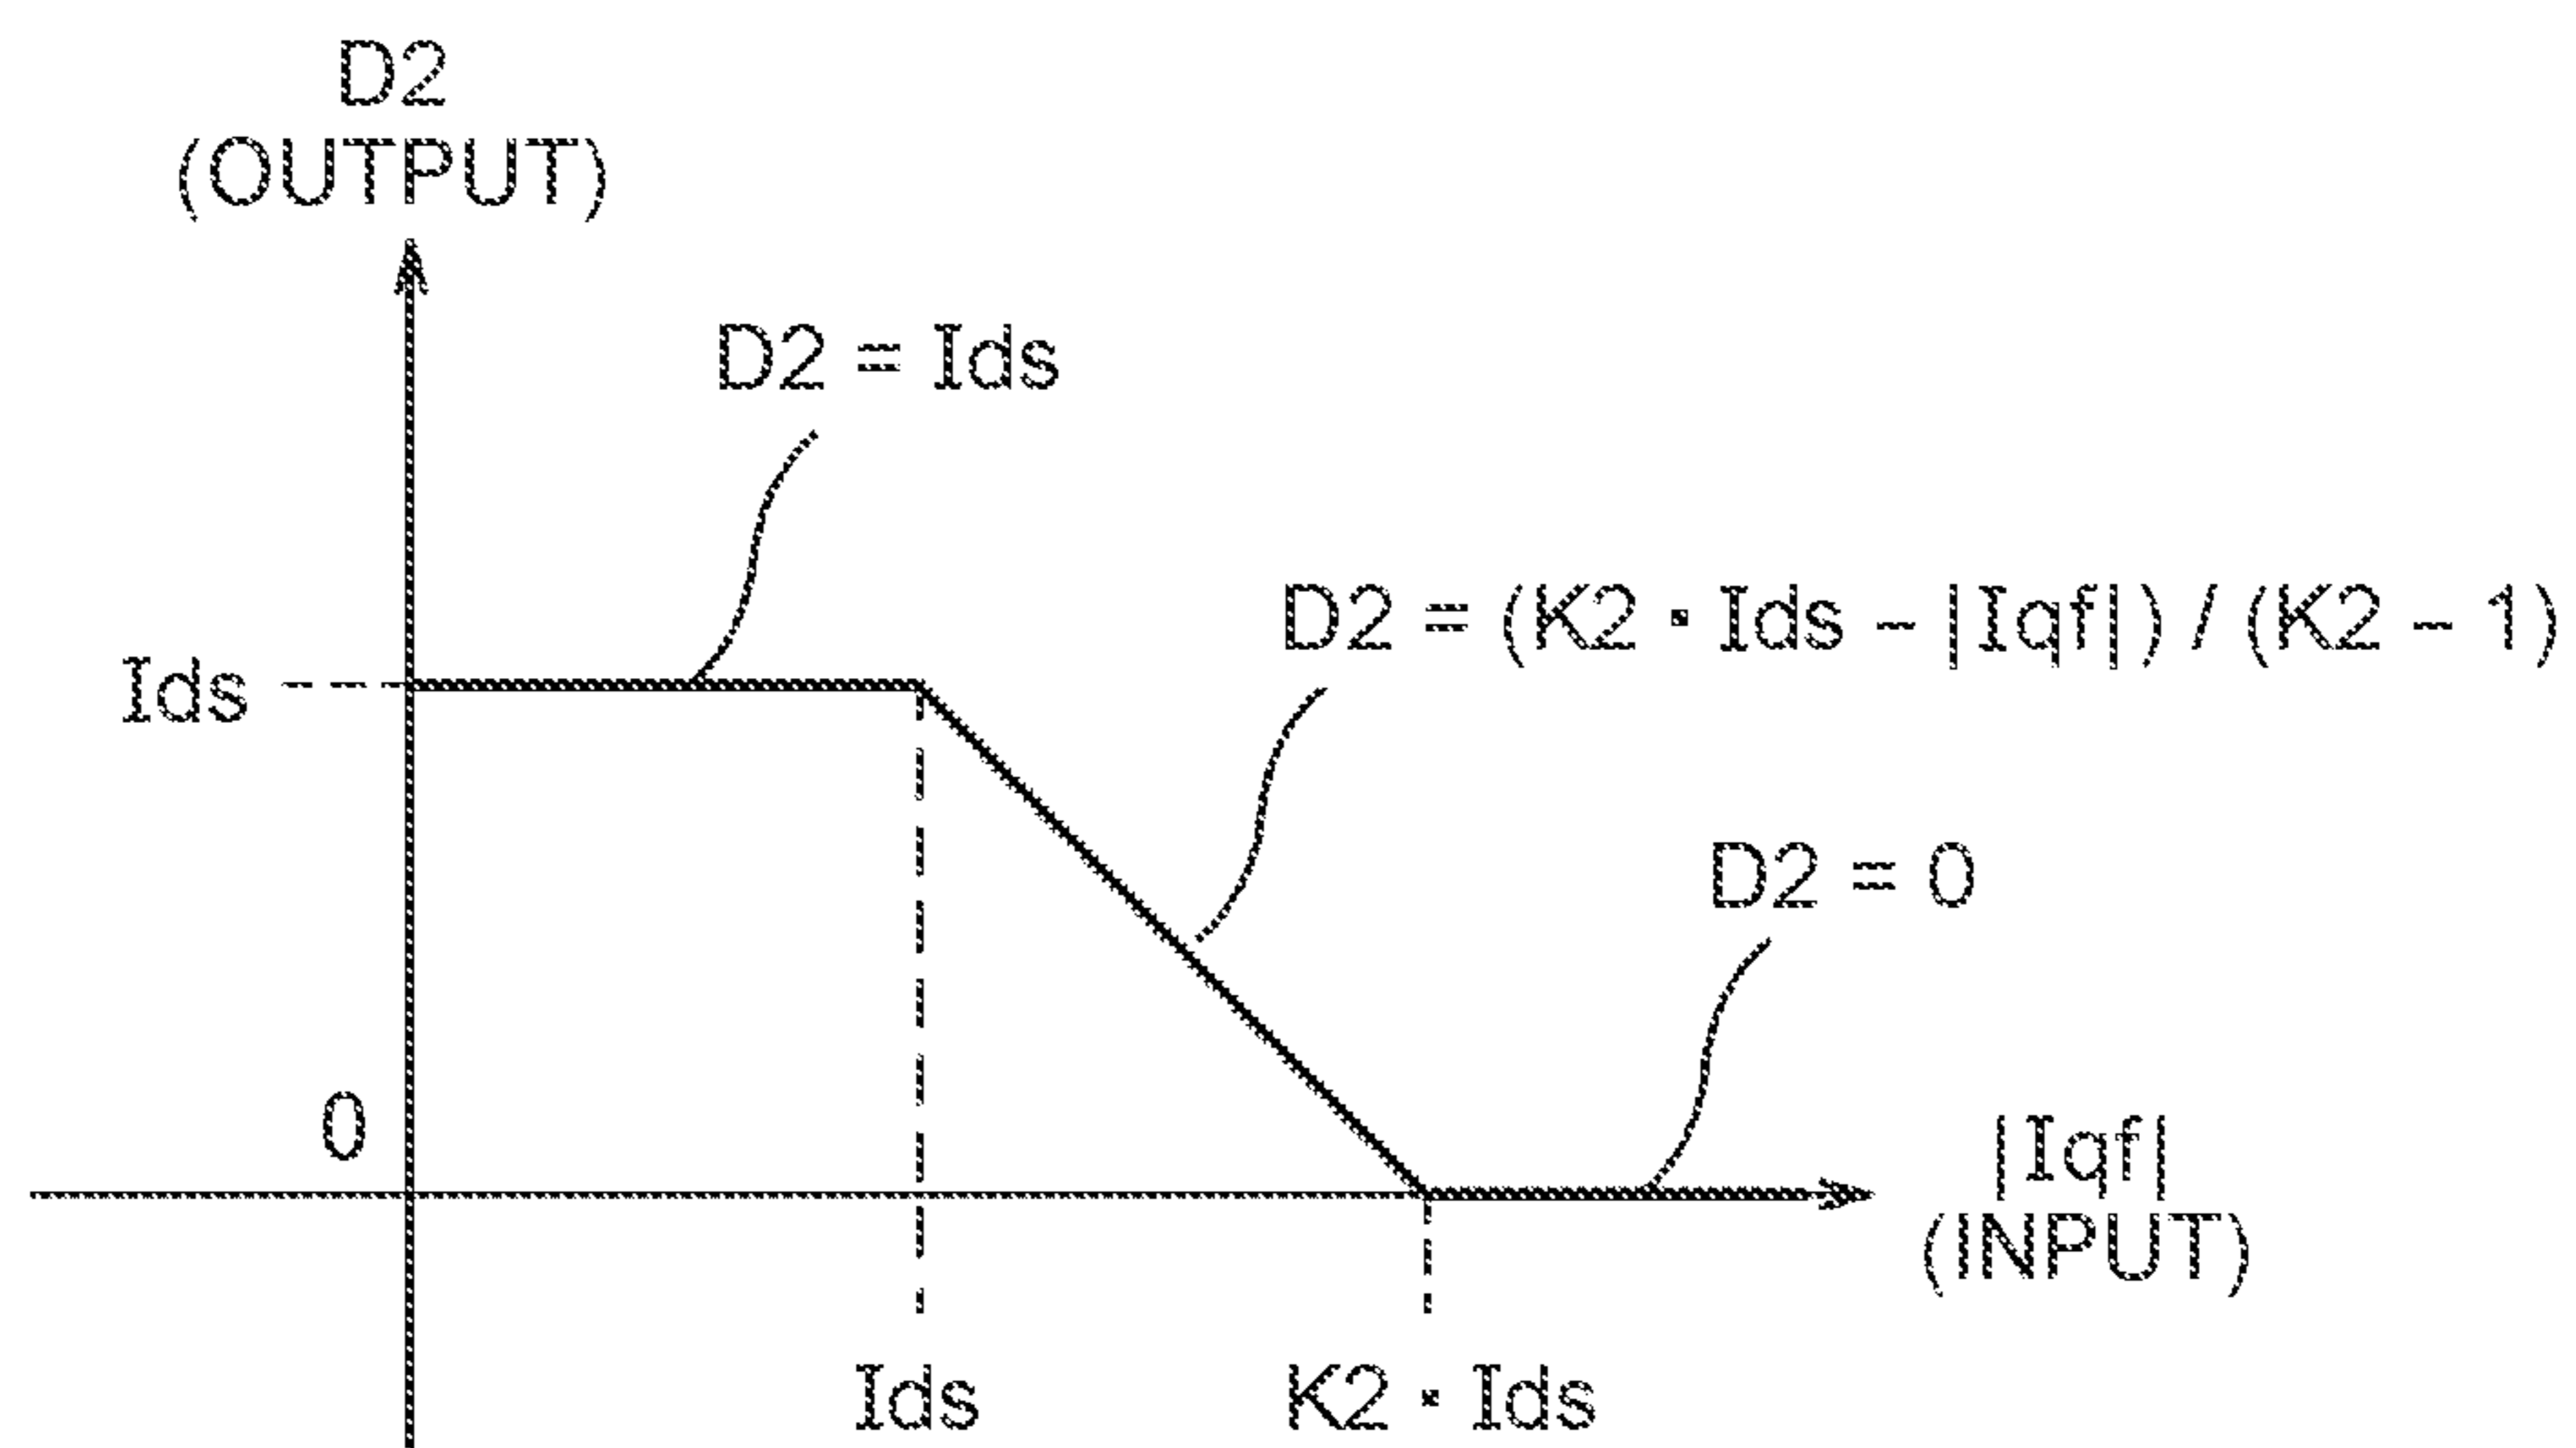 D2
(OUTPUT)
D2 = Ids
D2 = (K2 · Ids – |Iqf|) / (K2 – 1)
Ids
D2 = 0
0
|Iqf|
(INPUT)
Ids
K2 · Ids